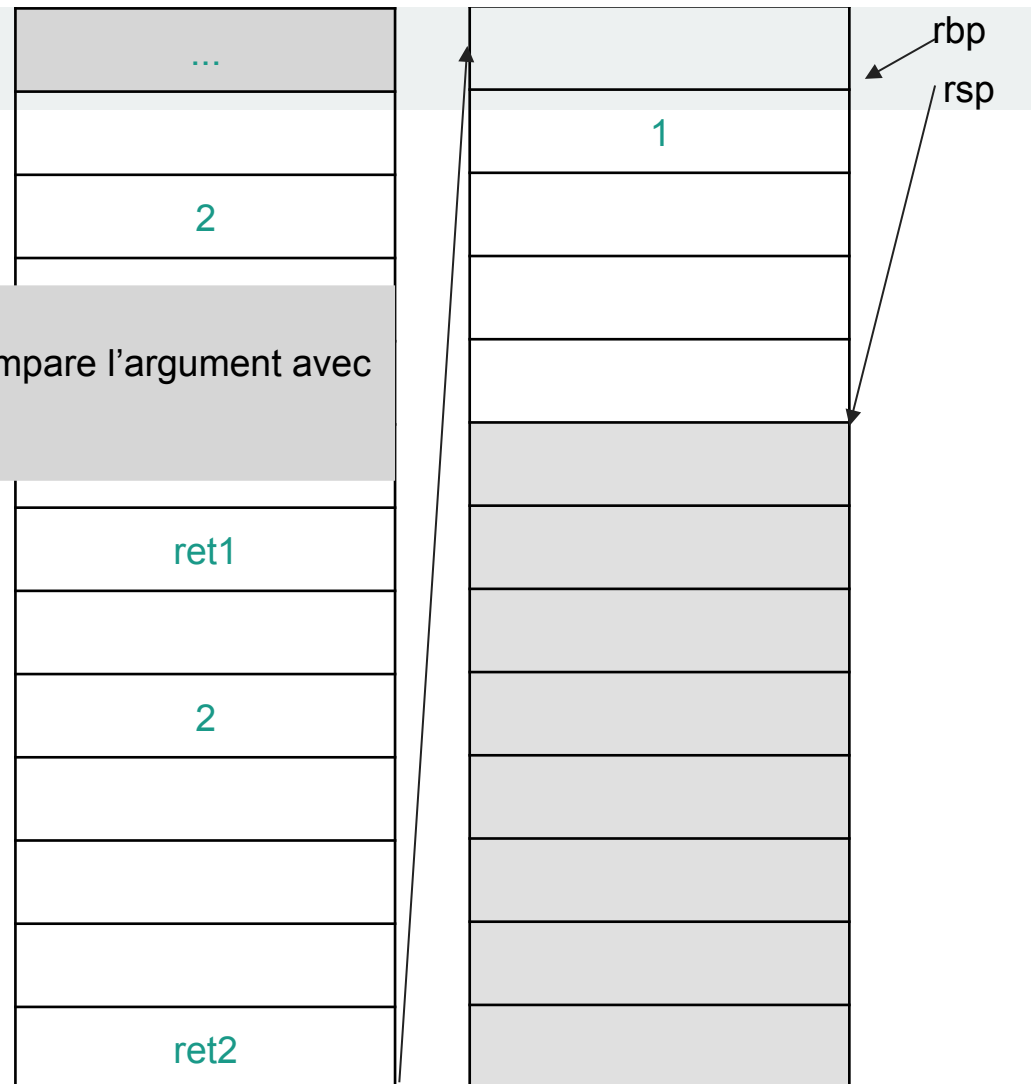 ...
2
mpare l’argument avec
ret1
2
ret2
1
rbp
rsp